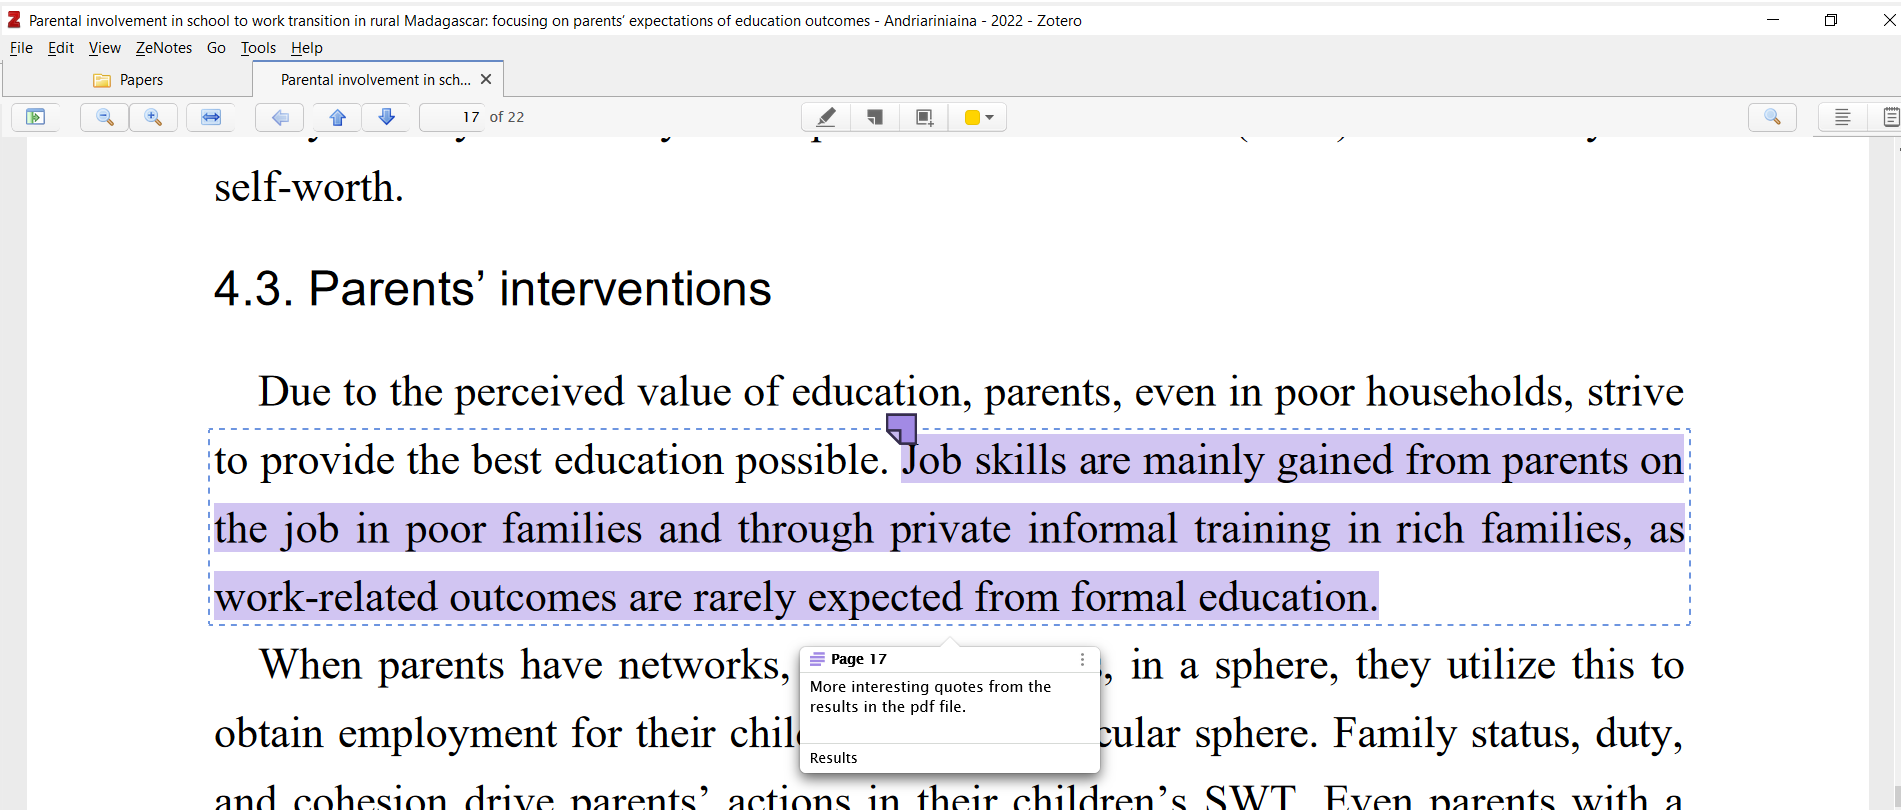 Parental involvement in school to work transition in rural Madagascar: focusing on parents’ expectations of education outcomes - Andriariniaina - 2022 - Zotero
File Edit View ZeNotes Go Tools Help
Papers
Parental involvement in sch...
17 of 22
self-worth.
4.3. Parents’ interventions
Due to the perceived value of education, parents, even in poor households, strive
to provide the best education possible. Job skills are mainly gained from parents on
the job in poor families and through private informal training in rich families, as
work-related outcomes are rarely expected from formal education.
When parents have networks, , in a sphere, they utilize this to
obtain employment for their cular sphere. Family status, duty,
and cohesion drive parents’ actions in their children’s SWT. Even parents with a
Page 17
More interesting quotes from the
results in the pdf file.
Results